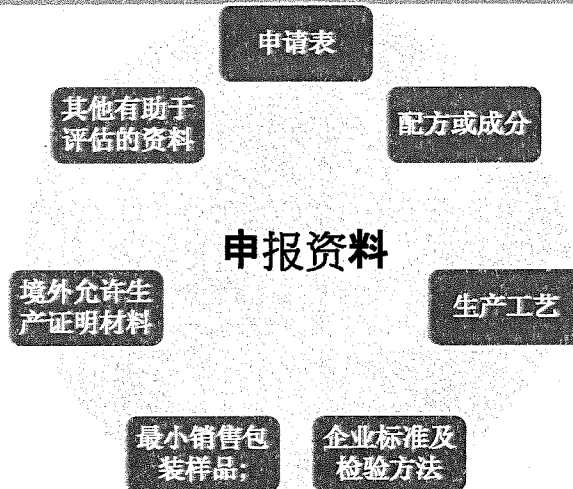 申请表
其他有助于
评估的资料
配方或成分
申报资料
境外允许生
产证明材料
生产工艺
最小销售包
装样品;
企业标准及
检验方法